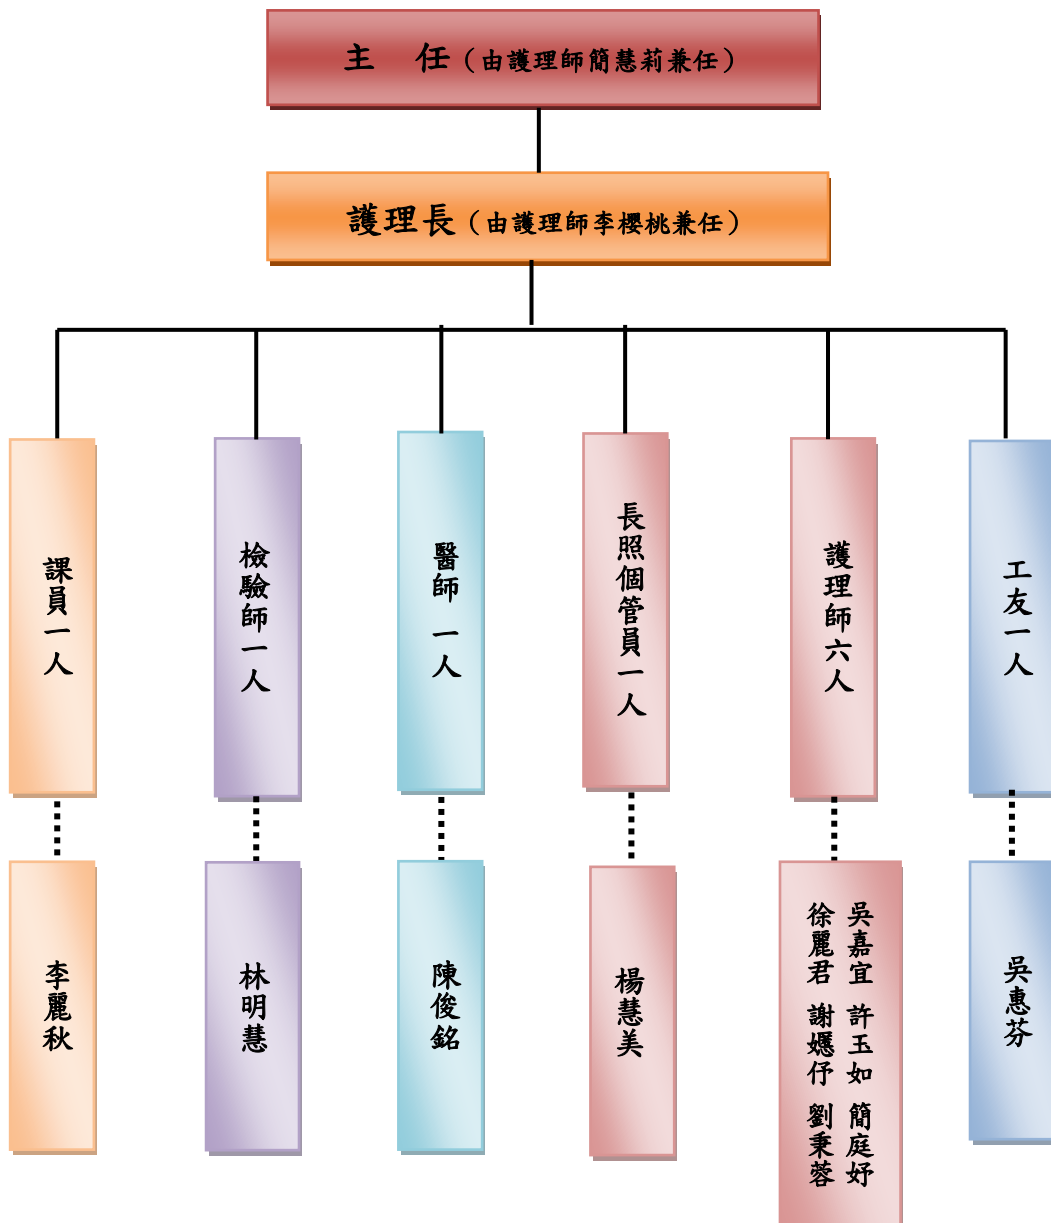 主　任（由護理師簡慧莉兼任）
護理長（由護理師李櫻桃兼任）
課員一人
檢驗師一人
醫師 一人
長照個管員一人
護理師六人
工友一人
李麗秋
林明慧
陳俊銘
楊慧美
吳嘉宜 許玉如 簡庭妤
徐麗君 謝嬺伃 劉秉蓉
吳惠芬